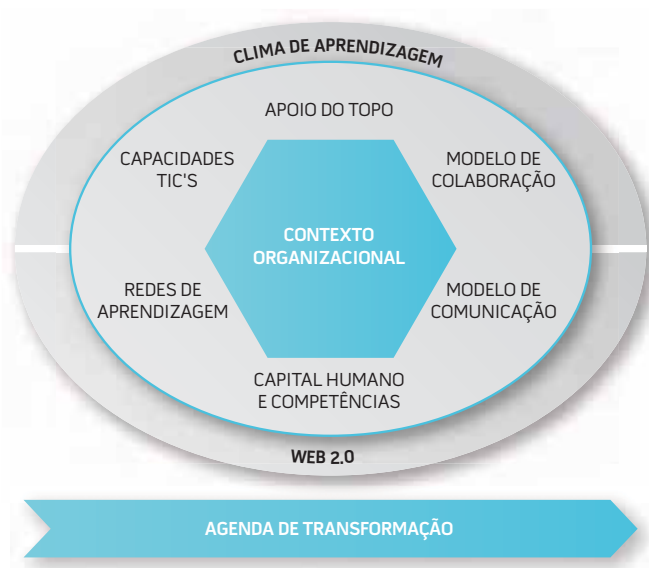 CLIMA DE APRENDIZAGEM
APOIO DO TOPO
CAPACIDADES
TIC'S
MODELO DE
COLABORAÇÃO
CONTEXTO
ORGANIZACIONAL
REDES DE
APRENDIZAGEM
MODELO DE
COMUNICAÇÃO
CAPITAL HUMANO
E COMPETÊNCIAS
WEB 2.0
AGENDA DE TRANSFORMAÇÃO